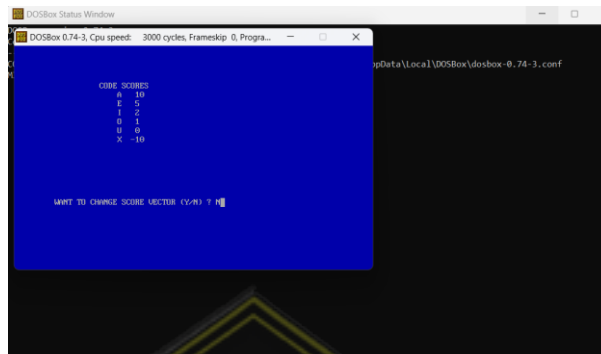 DOSBox Status Window
DOSBox 0.74-3, Cpu speed: 3000 cycles, Frameskip 0, Progra...
pData\Local\DOSBox\dosbox-0.74-3.conf
CODE SCORES
A 10
E 5
I 2
O 1
U 0
X -10
WANT TO CHANGE SCORE VECTOR (Y/N) ? N